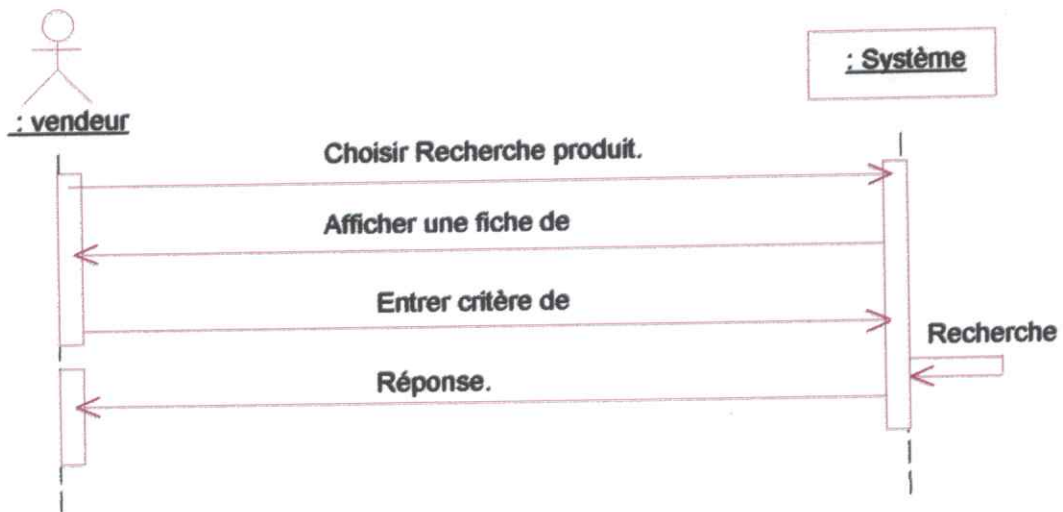 : Système
: vendeur
Choisir Recherche produit.
Afficher une fiche de
Entrer critère de
Recherche
Réponse.